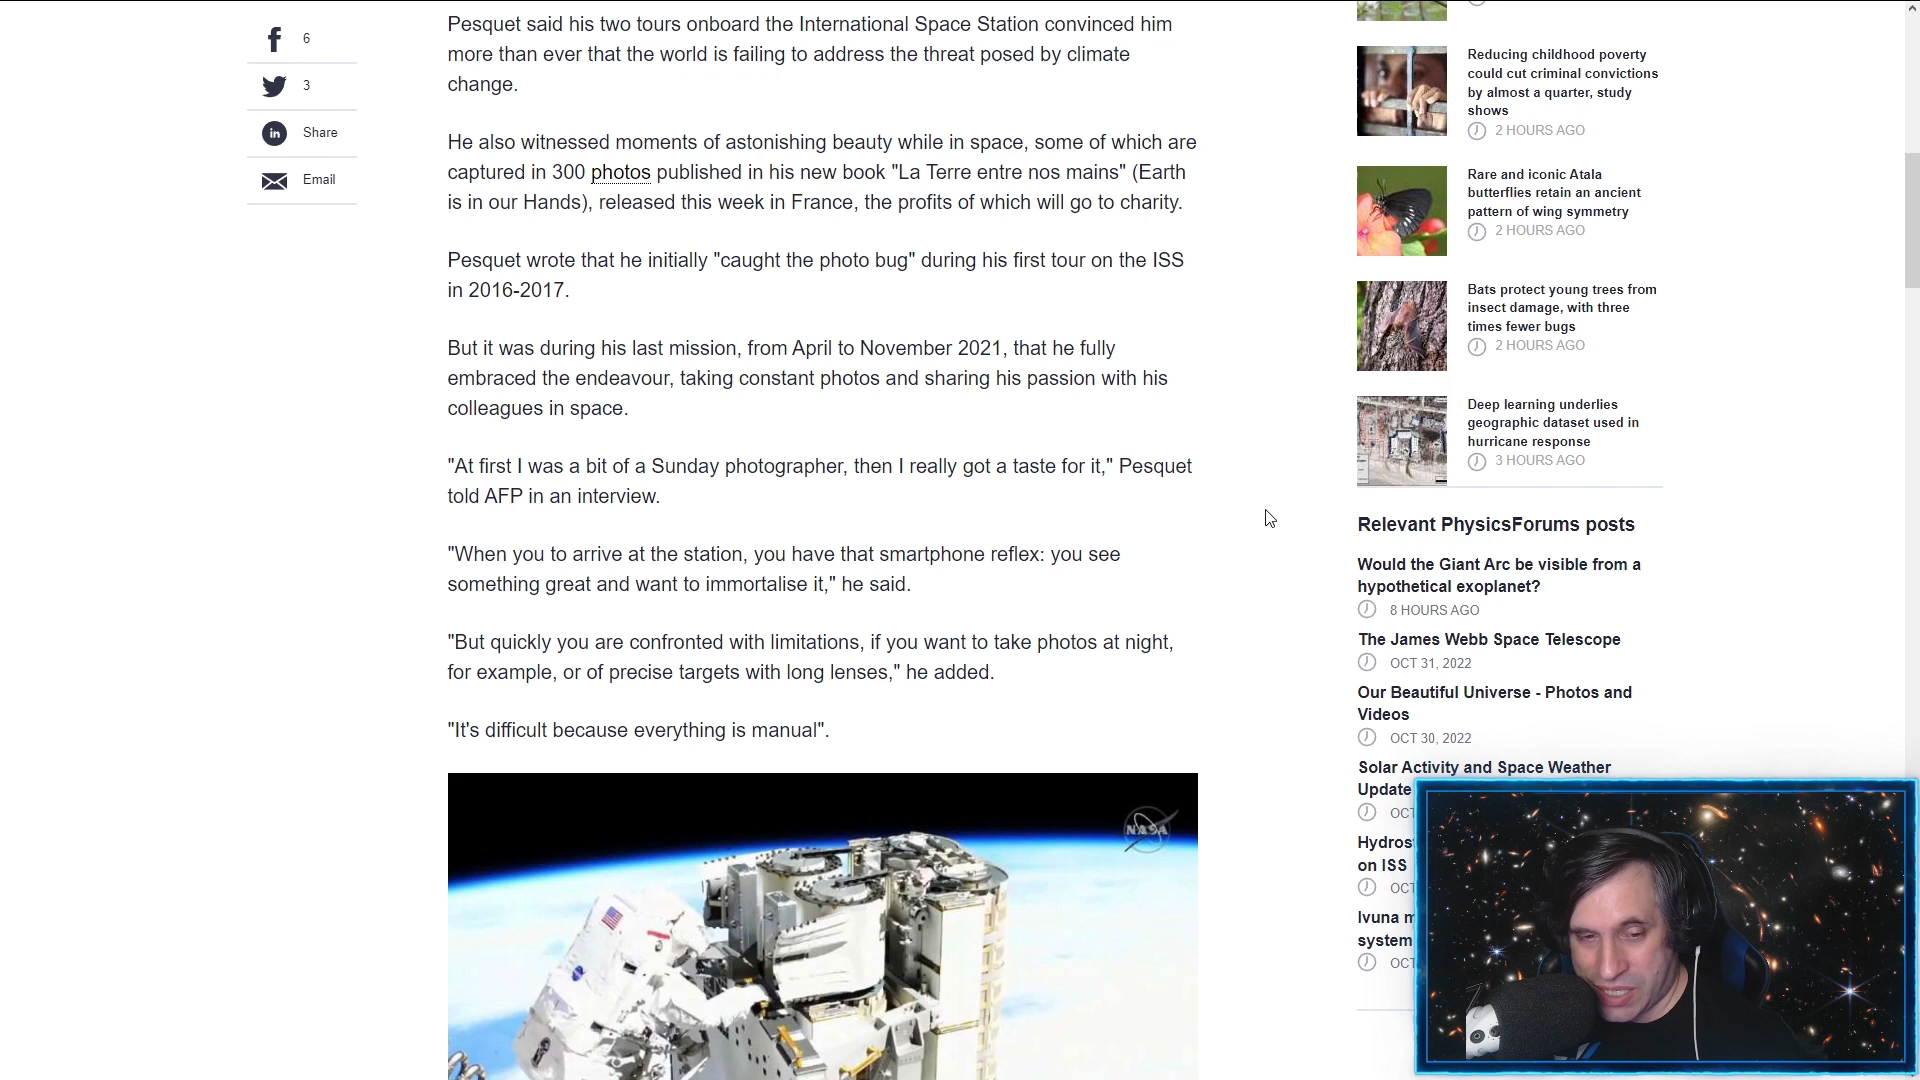 6
3
Share
Email
Pesquet said his two tours onboard the International Space Station convinced him
more than ever that the world is failing to address the threat posed by climate
change.
He also witnessed moments of astonishing beauty while in space, some of which are
captured in 300 photos published in his new book "La Terre entre nos mains" (Earth
is in our Hands), released this week in France, the profits of which will go to charity.
Pesquet wrote that he initially "caught the photo bug" during his first tour on the ISS
in 2016-2017.
But it was during his last mission, from April to November 2021, that he fully
embraced the endeavour, taking constant photos and sharing his passion with his
colleagues in space.
"At first I was a bit of a Sunday photographer, then I really got a taste for it," Pesquet
told AFP in an interview.
"When you to arrive at the station, you have that smartphone reflex: you see
something great and want to immortalise it," he said.
"But quickly you are confronted with limitations, if you want to take photos at night,
for example, or of precise targets with long lenses," he added.
"It's difficult because everything is manual".
NASA
Reducing childhood poverty
could cut criminal convictions
by almost a quarter, study
shows
2 HOURS AGO
Rare and iconic Atala
butterflies retain an ancient
pattern of wing symmetry
2 HOURS AGO
Bats protect young trees from
insect damage, with three
times fewer bugs
2 HOURS AGO
Deep learning underlies
geographic dataset used in
hurricane response
3 HOURS AGO
Relevant PhysicsForums posts
Would the Giant Arc be visible from a
hypothetical exoplanet?
8 HOURS AGO
The James Webb Space Telescope
OCT 31, 2022
Our Beautiful Universe - Photos and
Videos
OCT 30, 2022
Solar Activity and Space Weather
Update
OCT
Hydros
on ISS
OCT
Ivuna m
system
OCT